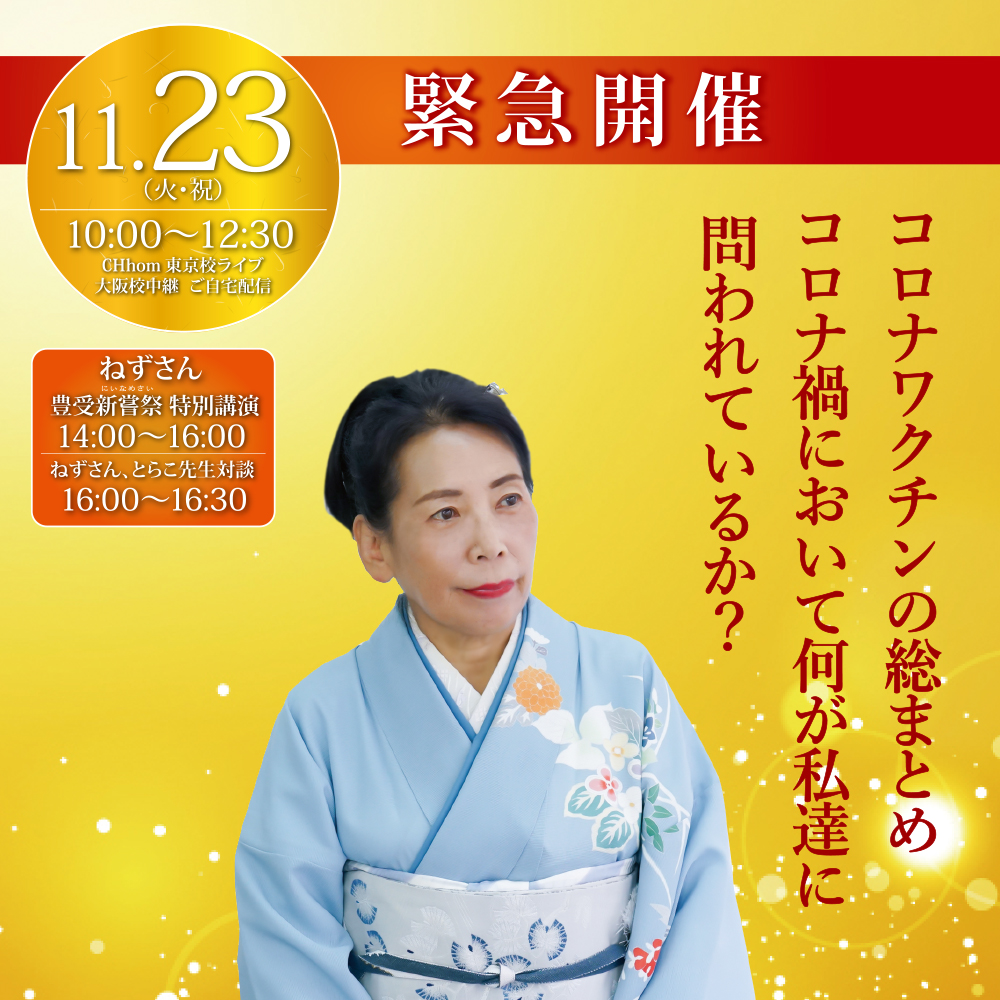 緊急開催
11.23
（火・祝）
10:00～12:30
CHhom 東京校ライブ
大阪校中継 ご自宅配信
ねずさん
にいなめさい
豊受新嘗祭 特別講演
14:00～16:00
ねずさん、とらこ先生対談
16:00～16:30
コロナワクチンの総まとめ
コロナ禍において何が私達に
問われているか？